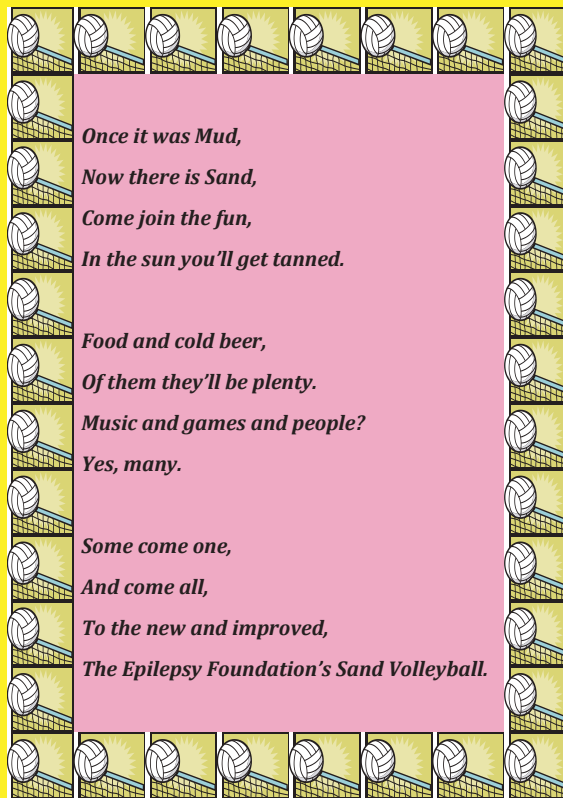 Once it was Mud,
Now there is Sand,
Come join the fun,
In the sun you’ll get tanned.
Food and cold beer,
Of them they’ll be plenty.
Music and games and people?
Yes, many.
Some come one,
And come all,
To the new and improved,
The Epilepsy Foundation’s Sand Volleyball.